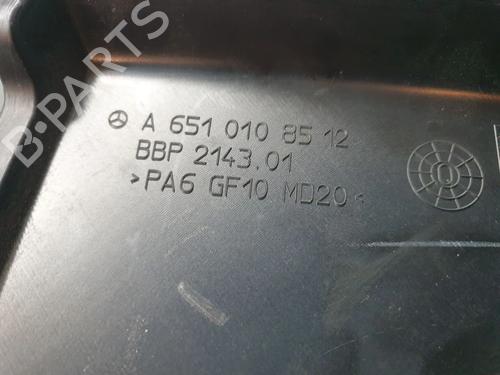 B-PARTS
A 651 010 85 12
BBP 2143.01
>PA6 GF10 MD20<